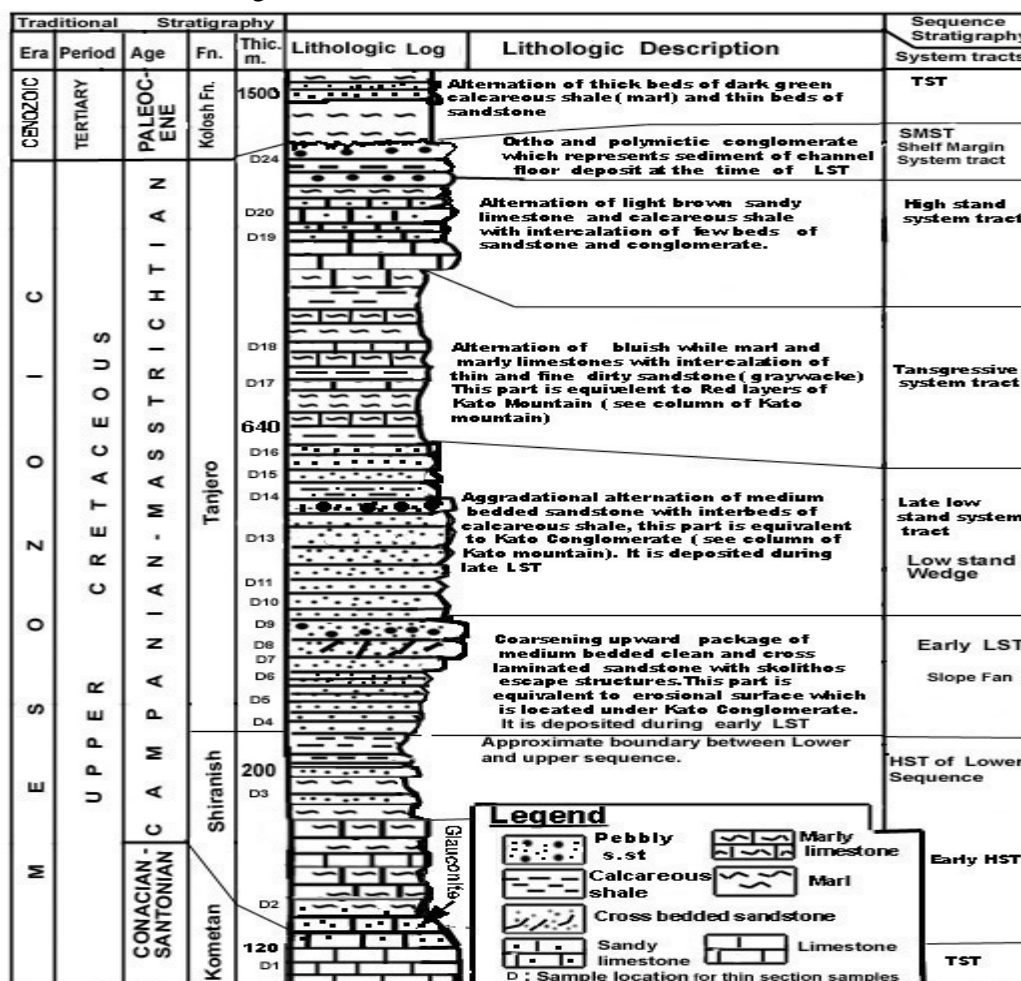 Traditional Stratigraphy
Sequence
Stratigraphy
Era Period Age Fn. Thic. m. Lithologic Log Lithologic Description System tracts
CENOZOIC
TERTIARY
PALEOC-
ENE
Kolosh Fn.
1500
Alternation of thick beds of dark green
calcareous shale( marl) and thin beds of
sandstone
TST
Ortho and polymictic conglomerate
which represents sediment of channel
floor deposit at the time of LST
SMST
Shelf Margin
System tract
D24
MESOZOIC
UPPER CRETACEOUS
CAMPANIAN-MASSTRICHTIAN
Tanjero
D20
D19
Alternation of light brown sandy
limestone and calcareous shale
with intercalation of few beds of
sandstone and conglomerate.
High stand
system tract
D18
D17
640
Alternation of bluish while marl and
marly limestones with intercalation of
thin and fine dirty sandstone( graywacke)
This part is equivelent to Red layers of
Kato Mountain ( see column of Kato
mountain)
Tansgressive
system tract
D16
D15
D14
D13
D11
D10
Aggradational alternation of medium
bedded sandstone with interbeds of
calcareous shale, this part is equivalent
to Kato Conglomerate ( see column of
Kato mountain). It is deposited during
late LST
Late low
stand system
tract
Low stand
Wedge
D9
D8
D7
D6
D5
D4
Coarsening upward package of
medium bedded clean and cross
laminated sandstone with skolithos
escape structures.This part is
equivalent to erosional surface which
is located under Kato Conglomerate.
It is deposited during early LST
Early LST
Slope Fan
Approximate boundary between Lower
and upper sequence.
HST of Lower
Sequence
Shiranish
200
D3
Glauconite
D2
Early HST
CONACIAN-
SANTONIAN
Kometan
120
D1
TST
Legend
Pebbly
s.st
Marly
limestone
Calcareous
shale
Marl
Cross bedded sandstone
Sandy
limestone
Limestone
D : Sample location for thin section samples